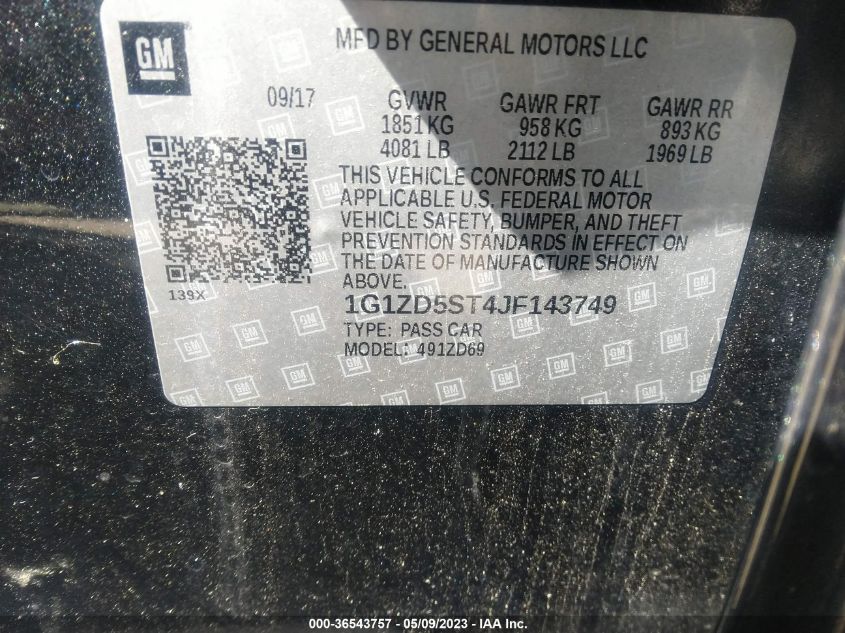 GM
MFD BY GENERAL MOTORS LLC
09/17
GVWR
GAWR FRT
GAWR RR
1851 KG
958 KG
893 KG
4081 LB
2112 LB
1969 LB
THIS VEHICLE CONFORMS TO ALL
APPLICABLE U.S. FEDERAL MOTOR
VEHICLE SAFETY, BUMPER, AND THEFT
PREVENTION STANDARDS IN EFFECT ON
THE DATE OF MANUFACTURE SHOWN
ABOVE.
139X
1G1ZD5ST4JF143749
TYPE: PASS CAR
MODEL: 491ZD69
000-36543757 - 05/09/2023 - IAA Inc.